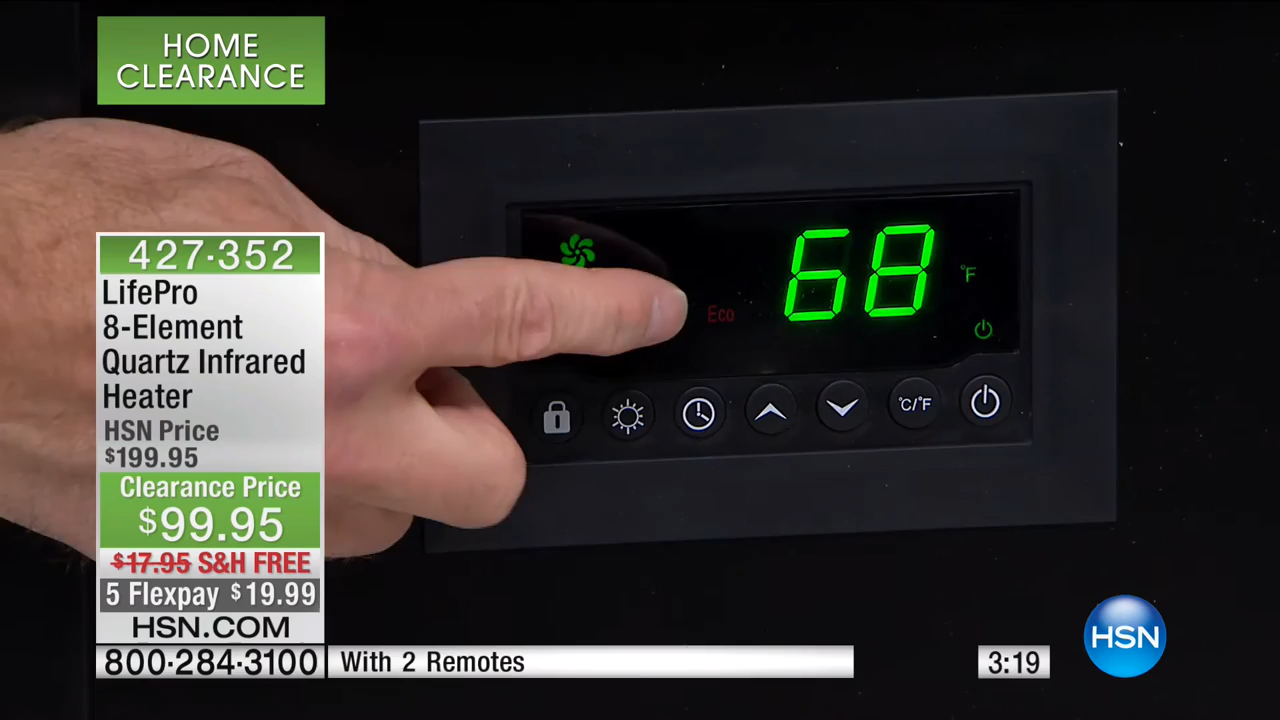 HOME
CLEARANCE
427·352
LifePro
8-Element
Quartz Infrared
Heater
HSN Price
$199.95
Clearance Price
$99.95
$17.95 S&H FREE
5 Flexpay $19.99
HSN.COM
800·284·3100
With 2 Remotes
3:19
HSN
Eco
68
°F
°C/°F